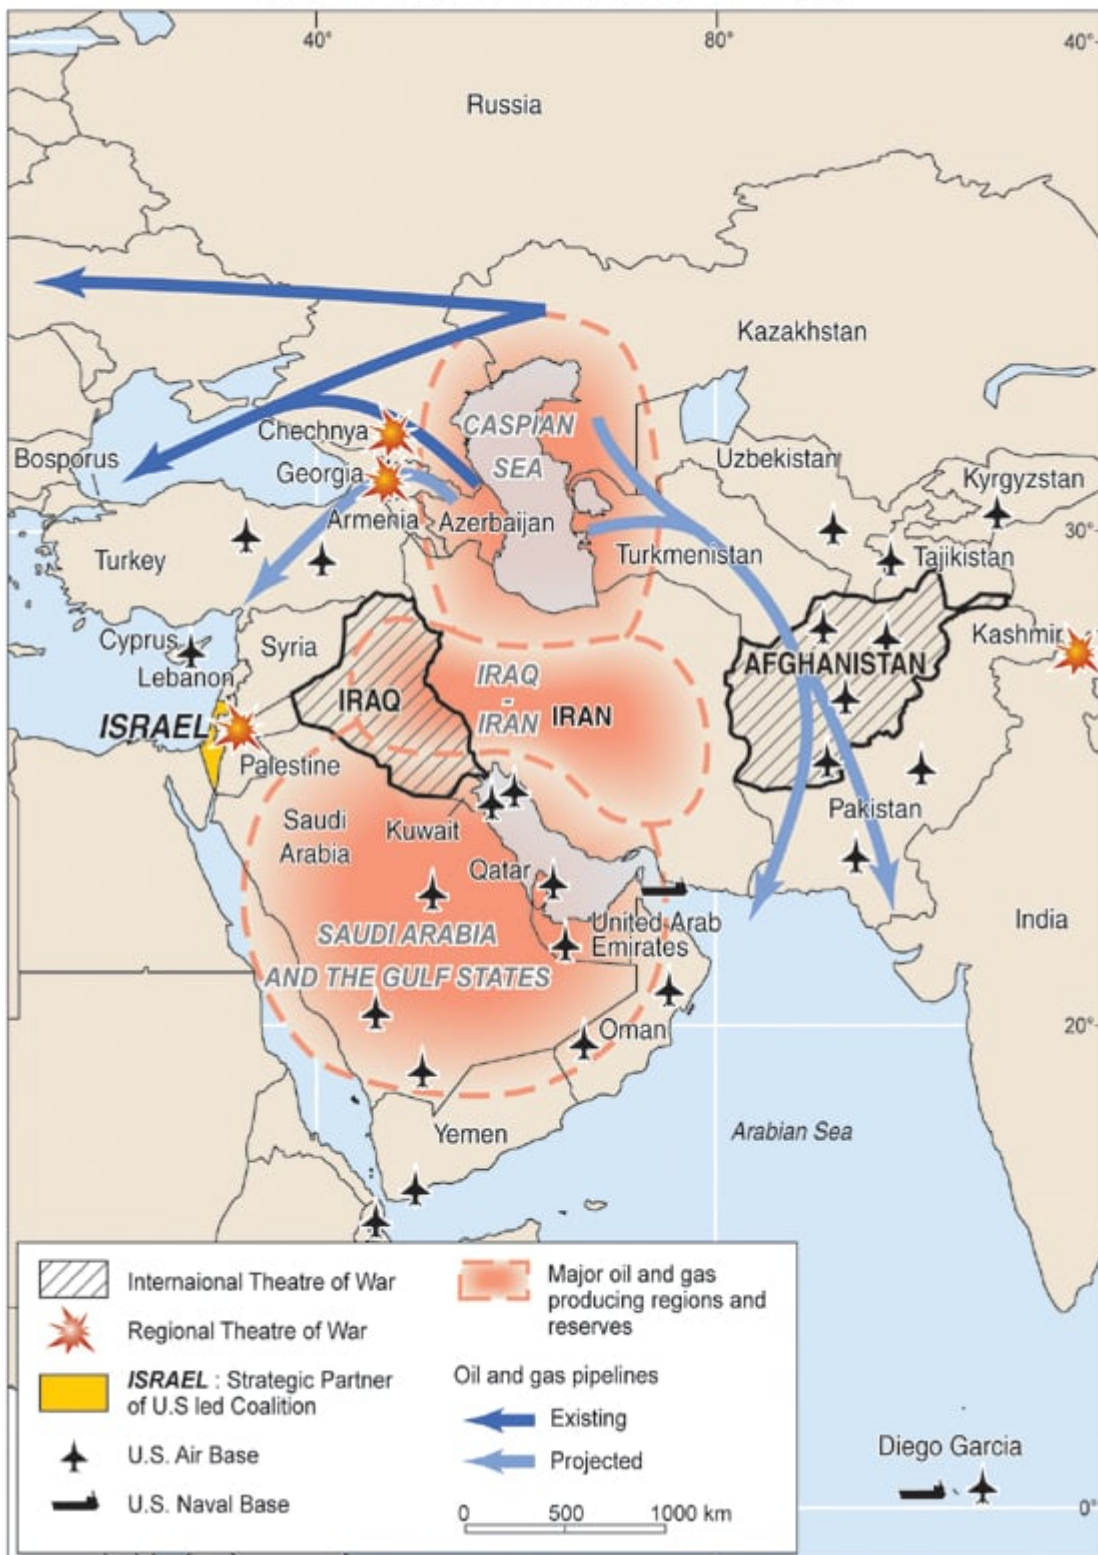 40°
80°
40°
Russia
Kazakhstan
CASPIAN
SEA
Chechnya
Bosporus
Georgia
Uzbekistan
Kyrgyzstan
Armenia
Azerbaijan
30°
Turkey
Turkmenistan
Tajikistan
Cyprus
Syria
Kashmir
Lebanon
AFGHANISTAN
IRAQ
IRAQ
-
IRAN
IRAN
ISRAEL
Palestine
Saudi
Arabia
Kuwait
Pakistan
Qatar
United Arab
Emirates
India
SAUDI ARABIA
AND THE GULF STATES
Oman
20°
Yemen
Arabian Sea
Internaional Theatre of War
Regional Theatre of War
ISRAEL : Strategic Partner
of U.S led Coalition
U.S. Air Base
U.S. Naval Base
Major oil and gas
producing regions and
reserves
Oil and gas pipelines
Existing
Projected
0 500 1000 km
Diego Garcia
0°